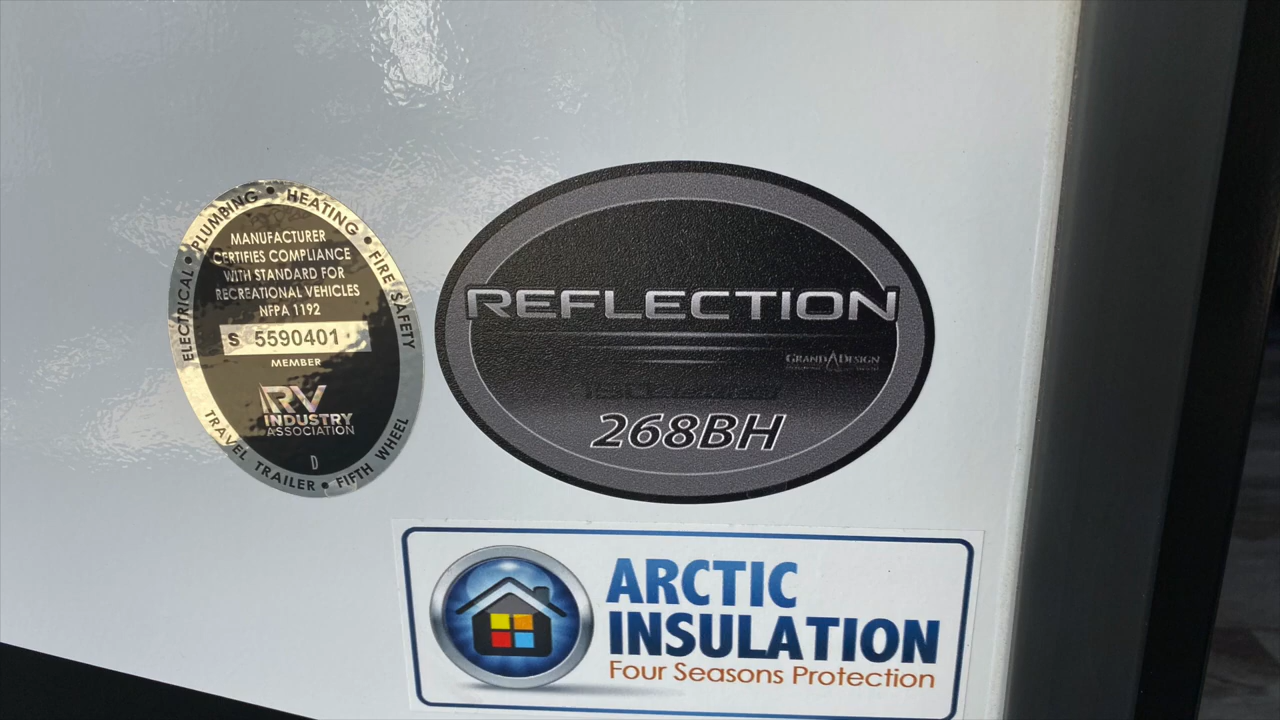 ELECTRICAL • PLUMBING • HEATING • FIRE SAFETY
MANUFACTURER
CERTIFIES COMPLIANCE
WITH STANDARD FOR
RECREATIONAL VEHICLES
NFPA 1192
S 5590401
MEMBER
RV
INDUSTRY
ASSOCIATION
D
TRAVEL TRAILER • FIFTH WHEEL
REFLECTION
GRAND DESIGN
268BH
ARCTIC
INSULATION
Four Seasons Protection